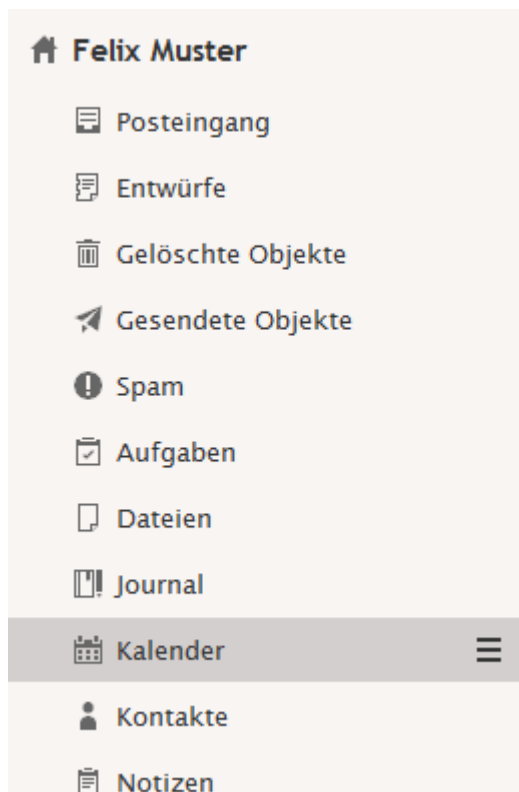 Felix Muster
Posteingang
Entwürfe
Gelöschte Objekte
Gesendete Objekte
Spam
Aufgaben
Dateien
Journal
Kalender
Kontakte
Notizen